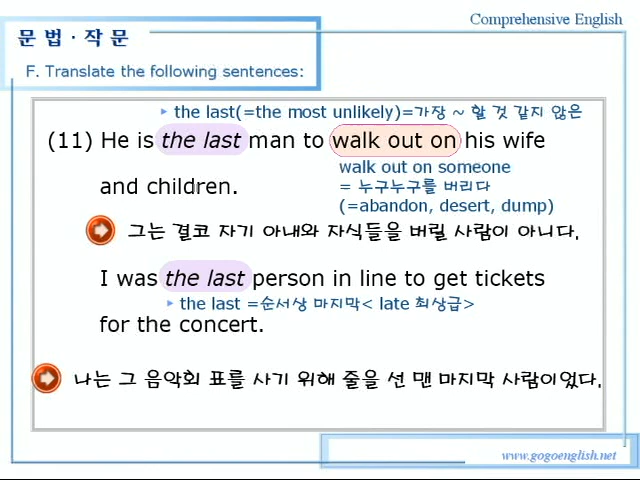 Comprehensive English
문 법 · 작 문
F. Translate the following sentences:
▸ the last(=the most unlikely)=가장 ~ 할 것 같지 않은
(11) He is the last man to walk out on his wife
walk out on someone
and children.
= 누구누구를 버리다
(=abandon, desert, dump)
그는 결코 자기 아내와 자식들을 버릴 사람이 아니다.
I was the last person in line to get tickets
▸ the last =순서상 마지막< late 최상급>
for the concert.
나는 그 음악회 표를 사기 위해 줄을 선 맨 마지막 사람이었다.
www.gogoenglish.net